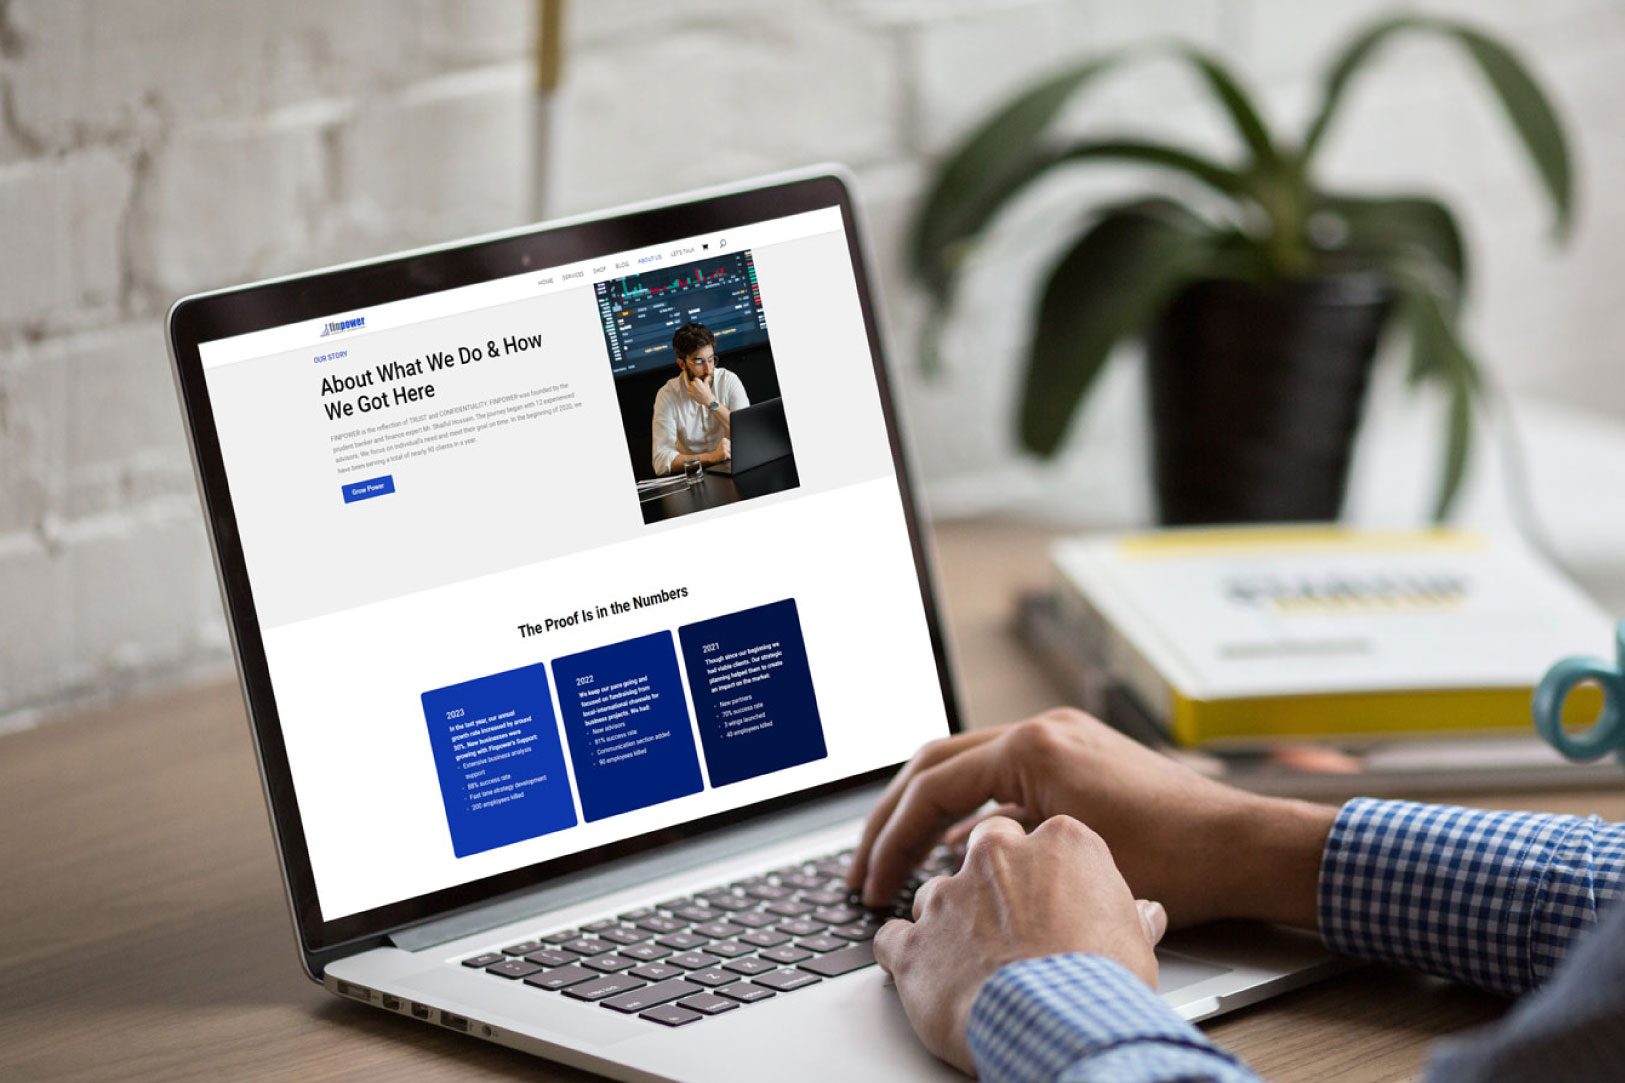 HOME SERVICES SHOP BLOG ABOUT US LET'S TALK
finpower
OUR STORY
About What We Do & How
We Got Here
FINPOWER is the reflection of TRUST and CONFIDENTIALITY. FINPOWER was founded by the
prudent banker and finance expert Mr. Hossain. The journey began with 12 experienced
advisors. We focus on individual's need and meet their goal on time. In the beginning of 2020, we
have been serving a total of nearly 90 clients in a year.
Grow Power
The Proof Is in the Numbers
2023
In the last year, our annual
growth rate increased by around
30%. New businesses were
growing with Finpower's Support:
Extensive business analysis
support
88% success rate
Fast lane strategy development
200 employees killed
2022
We keep our pace going and
focused on fundraising from
local-international channels for
business projects. We had:
New advisors
81% success rate
Communication section added
90 employees killed
2021
Though since our beginning we
had viable clients. Our strategic
planning helped them to create
an impact on the market:
New partners
70% success rate
3 wings launched
40 employees killed